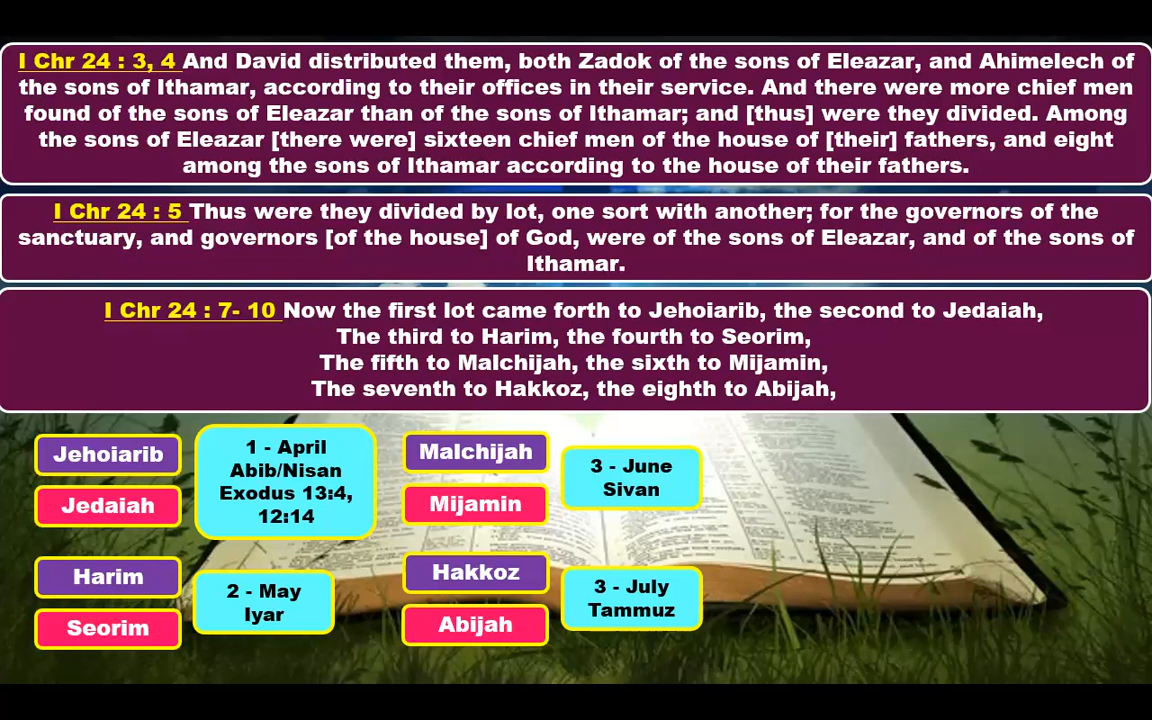 I Chr 24 : 3, 4 And David distributed them, both Zadok of the sons of Eleazar, and Ahimelech of
the sons of Ithamar, according to their offices in their service. And there were more chief men
found of the sons of Eleazar than of the sons of Ithamar; and [thus] were they divided. Among
the sons of Eleazar [there were] sixteen chief men of the house of [their] fathers, and eight
among the sons of Ithamar according to the house of their fathers.
I Chr 24 : 5 Thus were they divided by lot, one sort with another; for the governors of the
sanctuary, and governors [of the house] of God, were of the sons of Eleazar, and of the sons of
Ithamar.
I Chr 24 : 7- 10 Now the first lot came forth to Jehoiarib, the second to Jedaiah,
The third to Harim, the fourth to Seorim,
The fifth to Malchijah, the sixth to Mijamin,
The seventh to Hakkoz, the eighth to Abijah,
Jehoiarib
Jedaiah
1 - April
Abib/Nisan
Exodus 13:4,
12:14
Harim
Seorim
2 - May
Iyar
Malchijah
Mijamin
3 - June
Sivan
Hakkoz
Abijah
3 - July
Tammuz